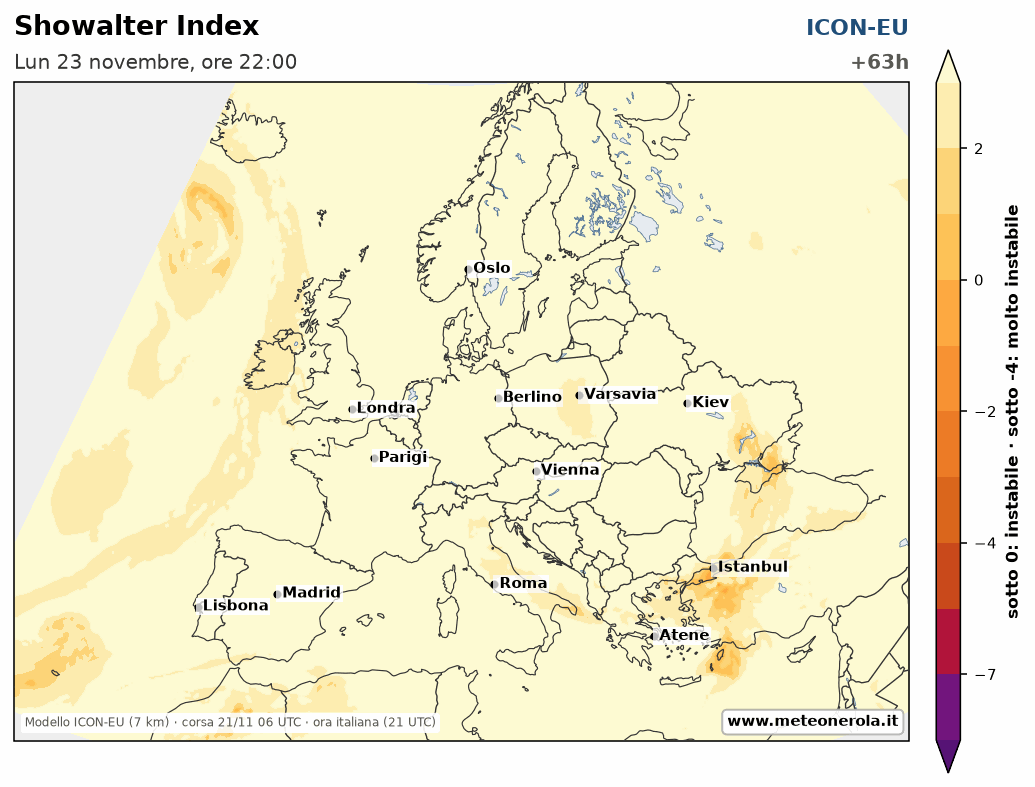 Showalter Index
ICON-EU
Lun 23 novembre, ore 22:00
+63h
Oslo
Berlino
Varsavia
Kiev
Londra
Parigi
Vienna
Istanbul
Roma
Madrid
Lisbona
Atene
2
0
−2
−4
−7
sotto 0: instabile · sotto -4: molto instabile
Modello ICON-EU (7 km) · corsa 21/11 06 UTC · ora italiana (21 UTC)
www.meteonerola.it